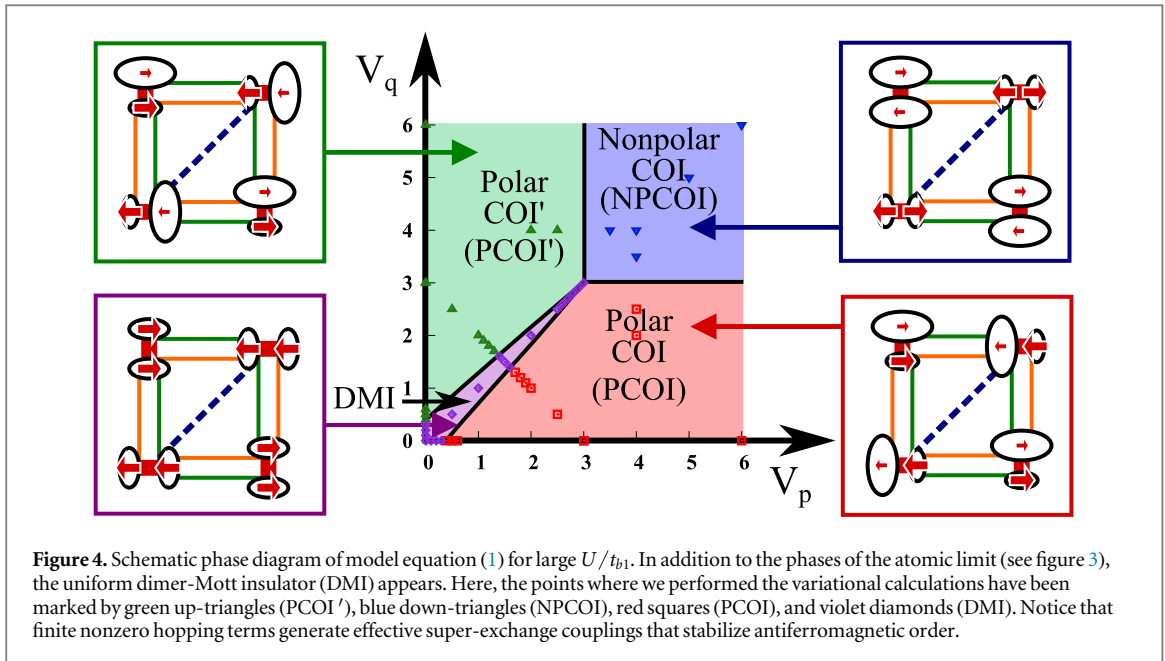 V_q
6
5
4
3
2
1
0
0 1 2 3 4 5 6
V_p
Polar
COI'
(PCOI')
Nonpolar
COI
(NPCOI)
Polar
COI
(PCOI)
DMI
Figure 4. Schematic phase diagram of model equation (1) for large U/t_{b1}. In addition to the phases of the atomic limit (see figure 3),
the uniform dimer-Mott insulator (DMI) appears. Here, the points where we performed the variational calculations have been
marked by green up-triangles (PCOI '), blue down-triangles (NPCOI), red squares (PCOI), and violet diamonds (DMI). Notice that
finite nonzero hopping terms generate effective super-exchange couplings that stabilize antiferromagnetic order.